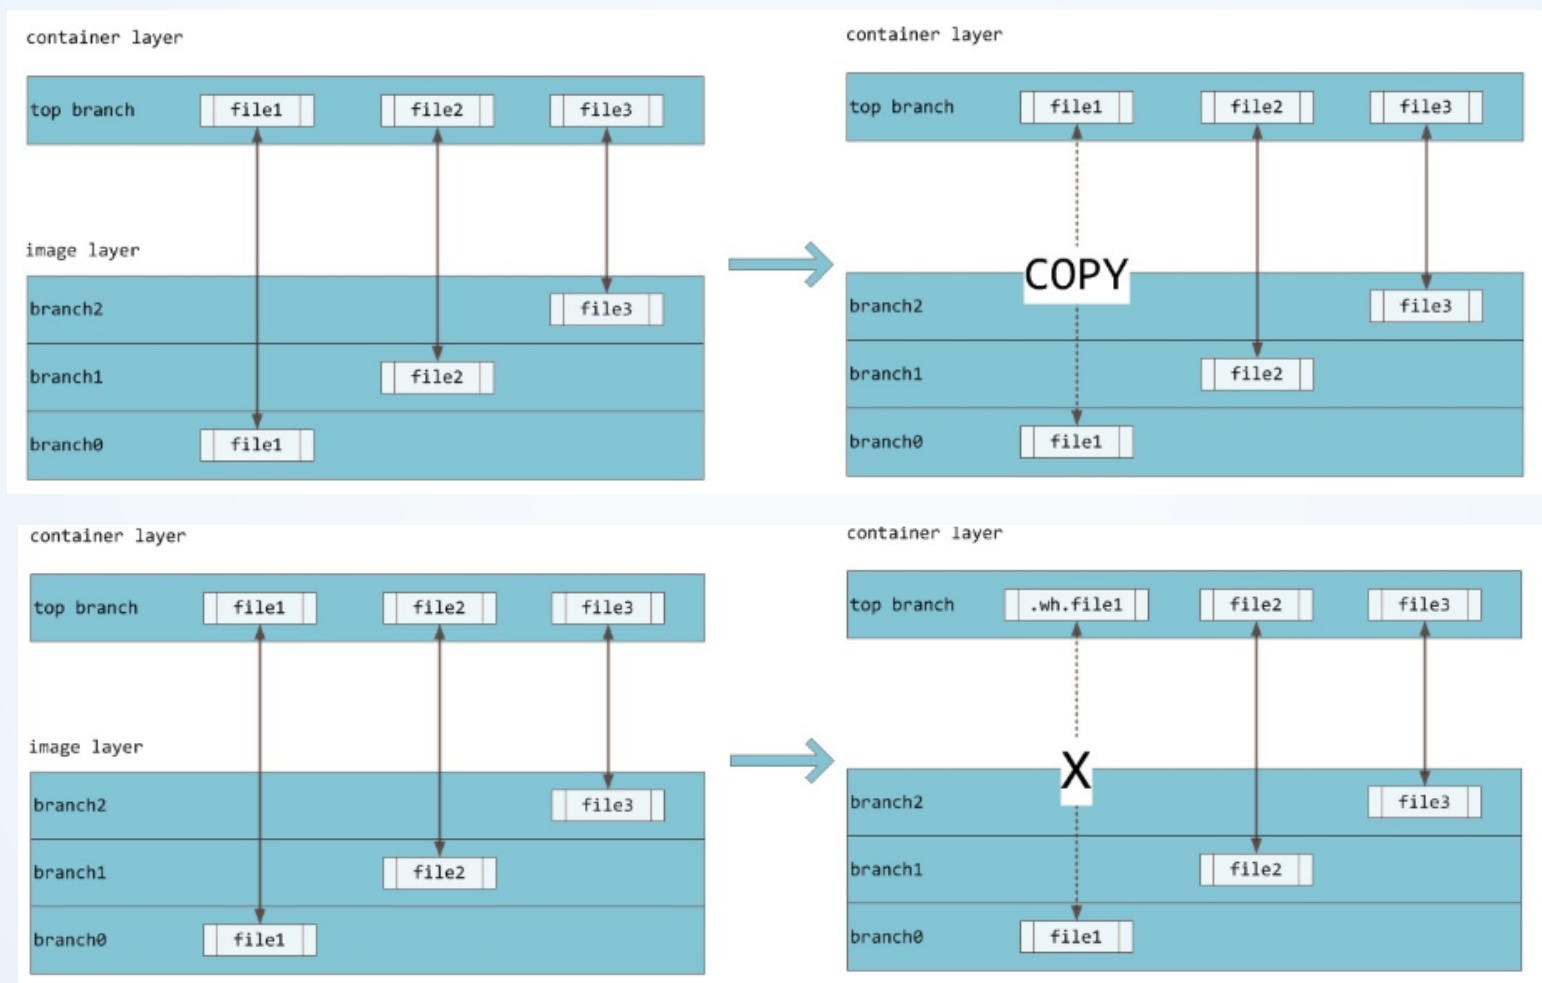 container layer
top branch file1 file2 file3
image layer
branch2 file3
branch1 file2
branch0 file1
container layer
top branch file1 file2 file3
COPY
branch2 file3
branch1 file2
branch0 file1
container layer
top branch file1 file2 file3
image layer
branch2 file3
branch1 file2
branch0 file1
container layer
top branch .wh.file1 file2 file3
X
branch2 file3
branch1 file2
branch0 file1